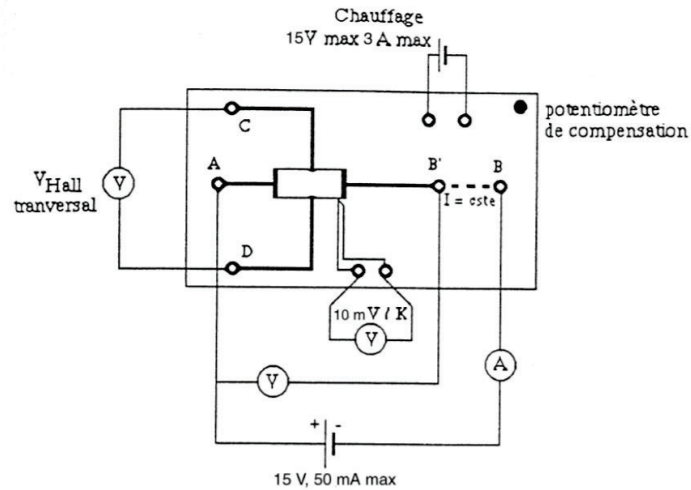 Chauffage
15V max 3 A max
potentiomètre
de compensation
C
V
VHall
tranversal
A
B'
B
I = cste
D
10 mV / K
V
V
A
+ -
15 V, 50 mA max